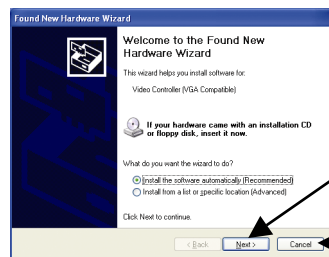 Found New Hardware Wizard
Welcome to the Found New
Hardware Wizard
This wizard helps you install software for:
Video Controller (VGA Compatible)
If your hardware came with an installation CD
or floppy disk, insert it now.
What do you want the wizard to do?
Install the software automatically (Recommended)
Install from a list or specific location (Advanced)
Click Next to continue.
< Back Next > Cancel